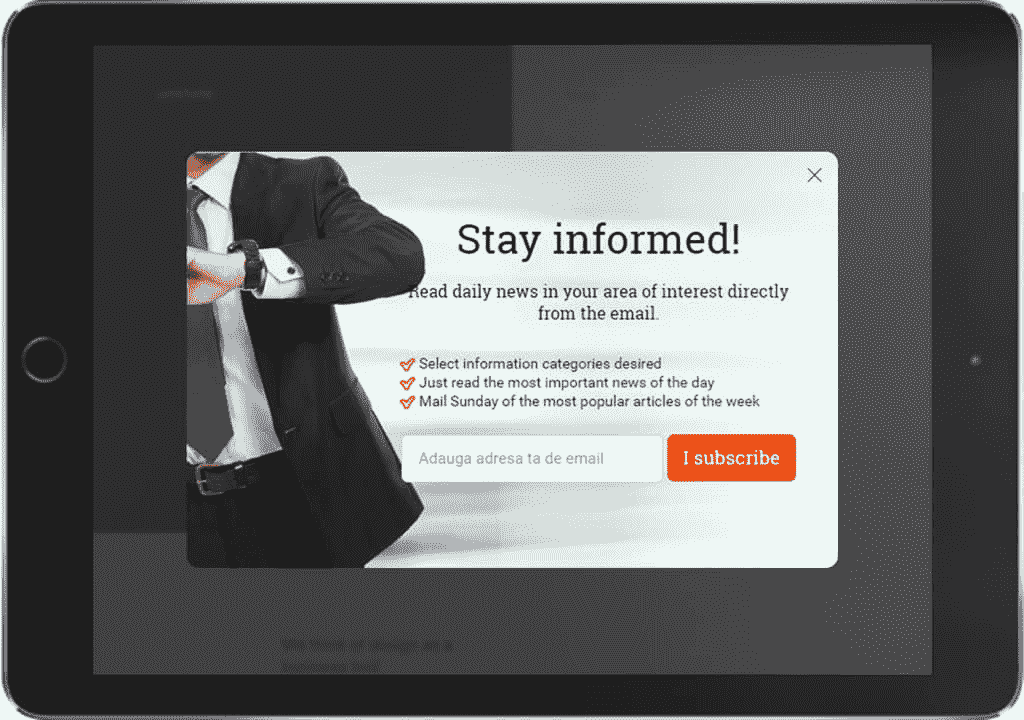 Stay informed!
Read daily news in your area of interest directly
from the email.
Select information categories desired
Just read the most important news of the day
Mail Sunday of the most popular articles of the week
Adauga adresa ta de email
I subscribe